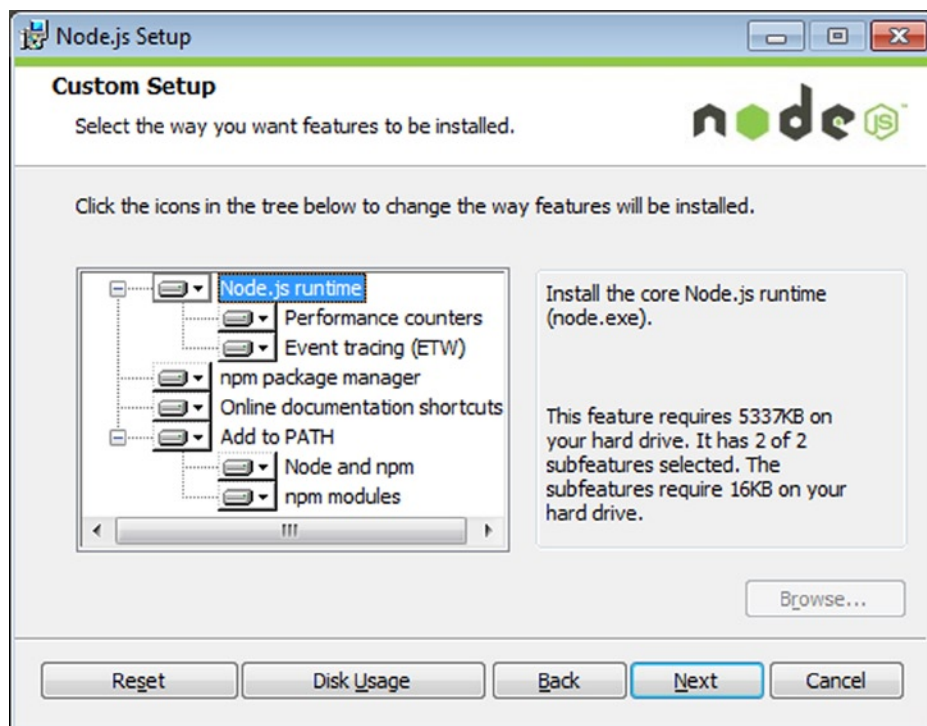 Node.js Setup
Custom Setup
Select the way you want features to be installed.
node JS™
Click the icons in the tree below to change the way features will be installed.
Node.js runtime
Performance counters
Event tracing (ETW)
npm package manager
Online documentation shortcuts
Add to PATH
Node and npm
npm modules
Install the core Node.js runtime
(node.exe).
This feature requires 5337KB on
your hard drive. It has 2 of 2
subfeatures selected. The
subfeatures require 16KB on your
hard drive.
Browse...
Reset
Disk Usage
Back
Next
Cancel